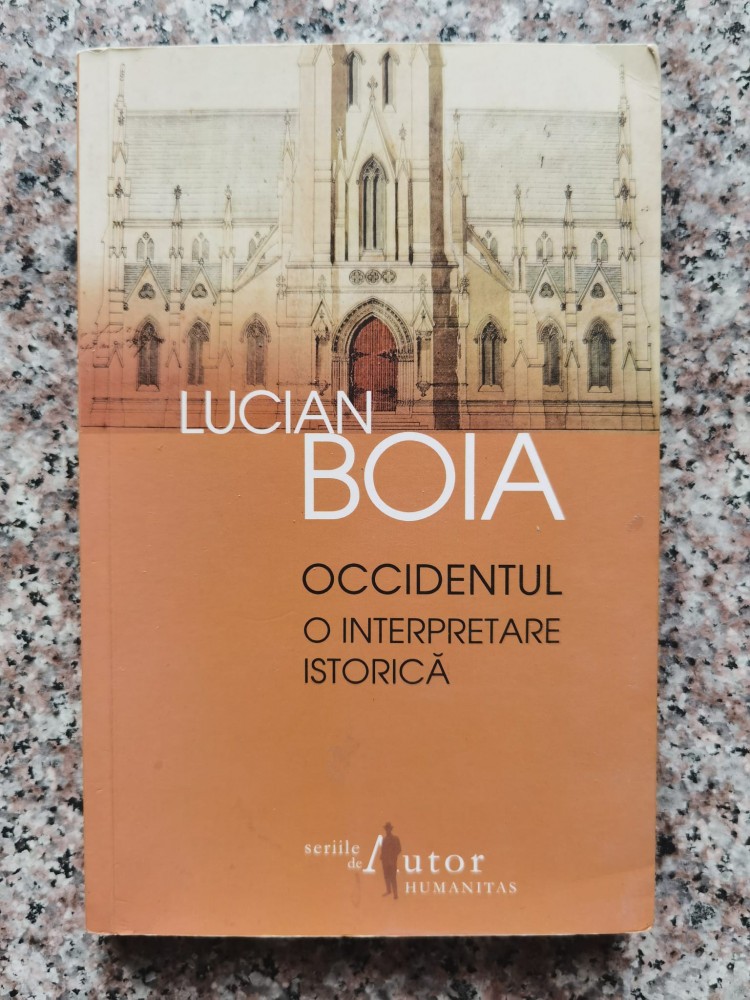 LUCIAN
BOIA
OCCIDENTUL
O INTERPRETARE
ISTORICĂ
seriile
de Autor
HUMANITAS